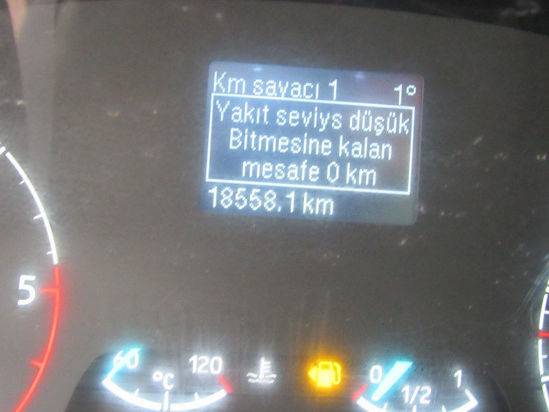 Km sayacı 1 1°
Yakıt seviys düşük
Bitmesine kalan
mesafe 0 km
18558.1 km
5
60 °C 120
0 1/2 1